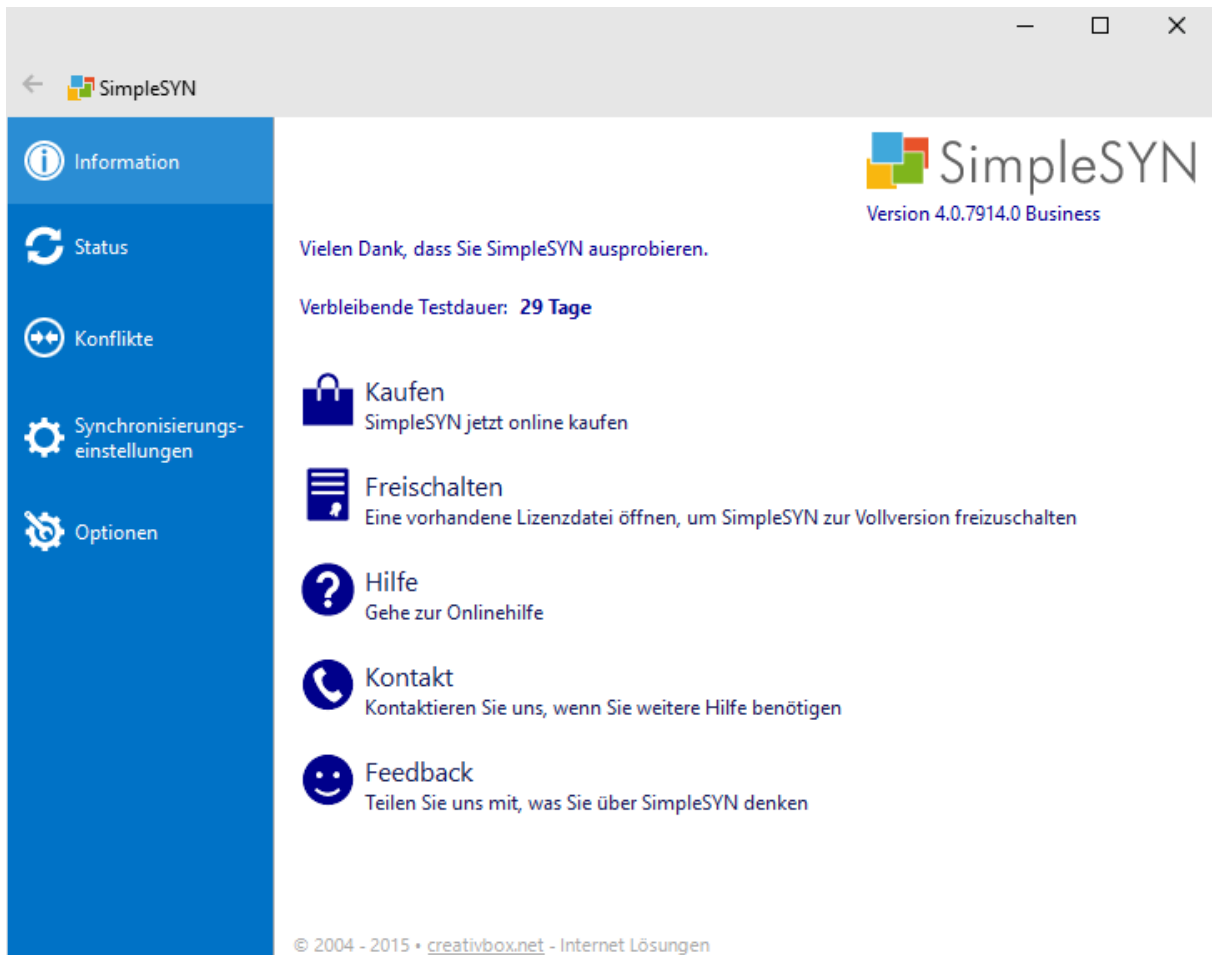 SimpleSYN
Information
Status
Konflikte
Synchronisierungs-
einstellungen
Optionen
SimpleSYN
Version 4.0.7914.0 Business
Vielen Dank, dass Sie SimpleSYN ausprobieren.
Verbleibende Testdauer: 29 Tage
Kaufen
SimpleSYN jetzt online kaufen
Freischalten
Eine vorhandene Lizenzdatei öffnen, um SimpleSYN zur Vollversion freizuschalten
Hilfe
Gehe zur Onlinehilfe
Kontakt
Kontaktieren Sie uns, wenn Sie weitere Hilfe benötigen
Feedback
Teilen Sie uns mit, was Sie über SimpleSYN denken
© 2004 - 2015 • creativbox.net - Internet Lösungen